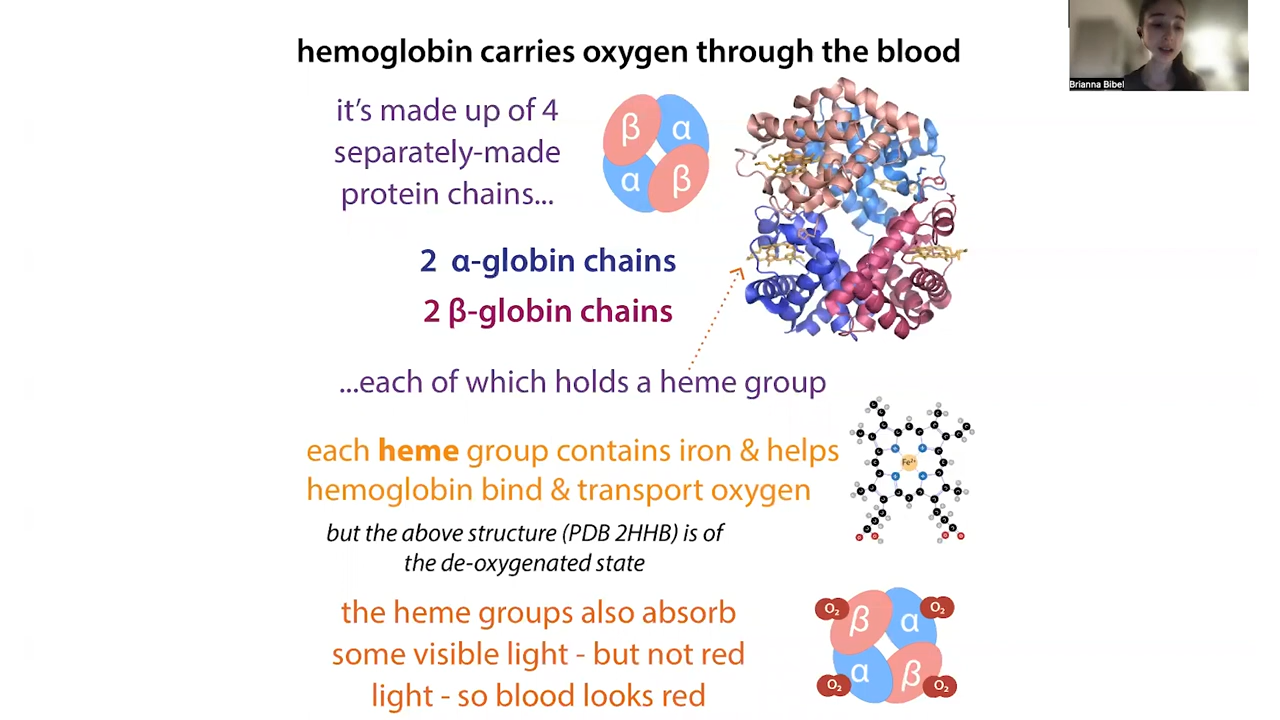 hemoglobin carries oxygen through the blood
Brianna Bibel
it's made up of 4
separately-made
protein chains...
β α
α β
2 α-globin chains
2 β-globin chains
...each of which holds a heme group
each heme group contains iron & helps
hemoglobin bind & transport oxygen
Fe²⁺
but the above structure (PDB 2HHB) is of
the de-oxygenated state
the heme groups also absorb
some visible light - but not red
light - so blood looks red
O₂ β α O₂
O₂ α β O₂